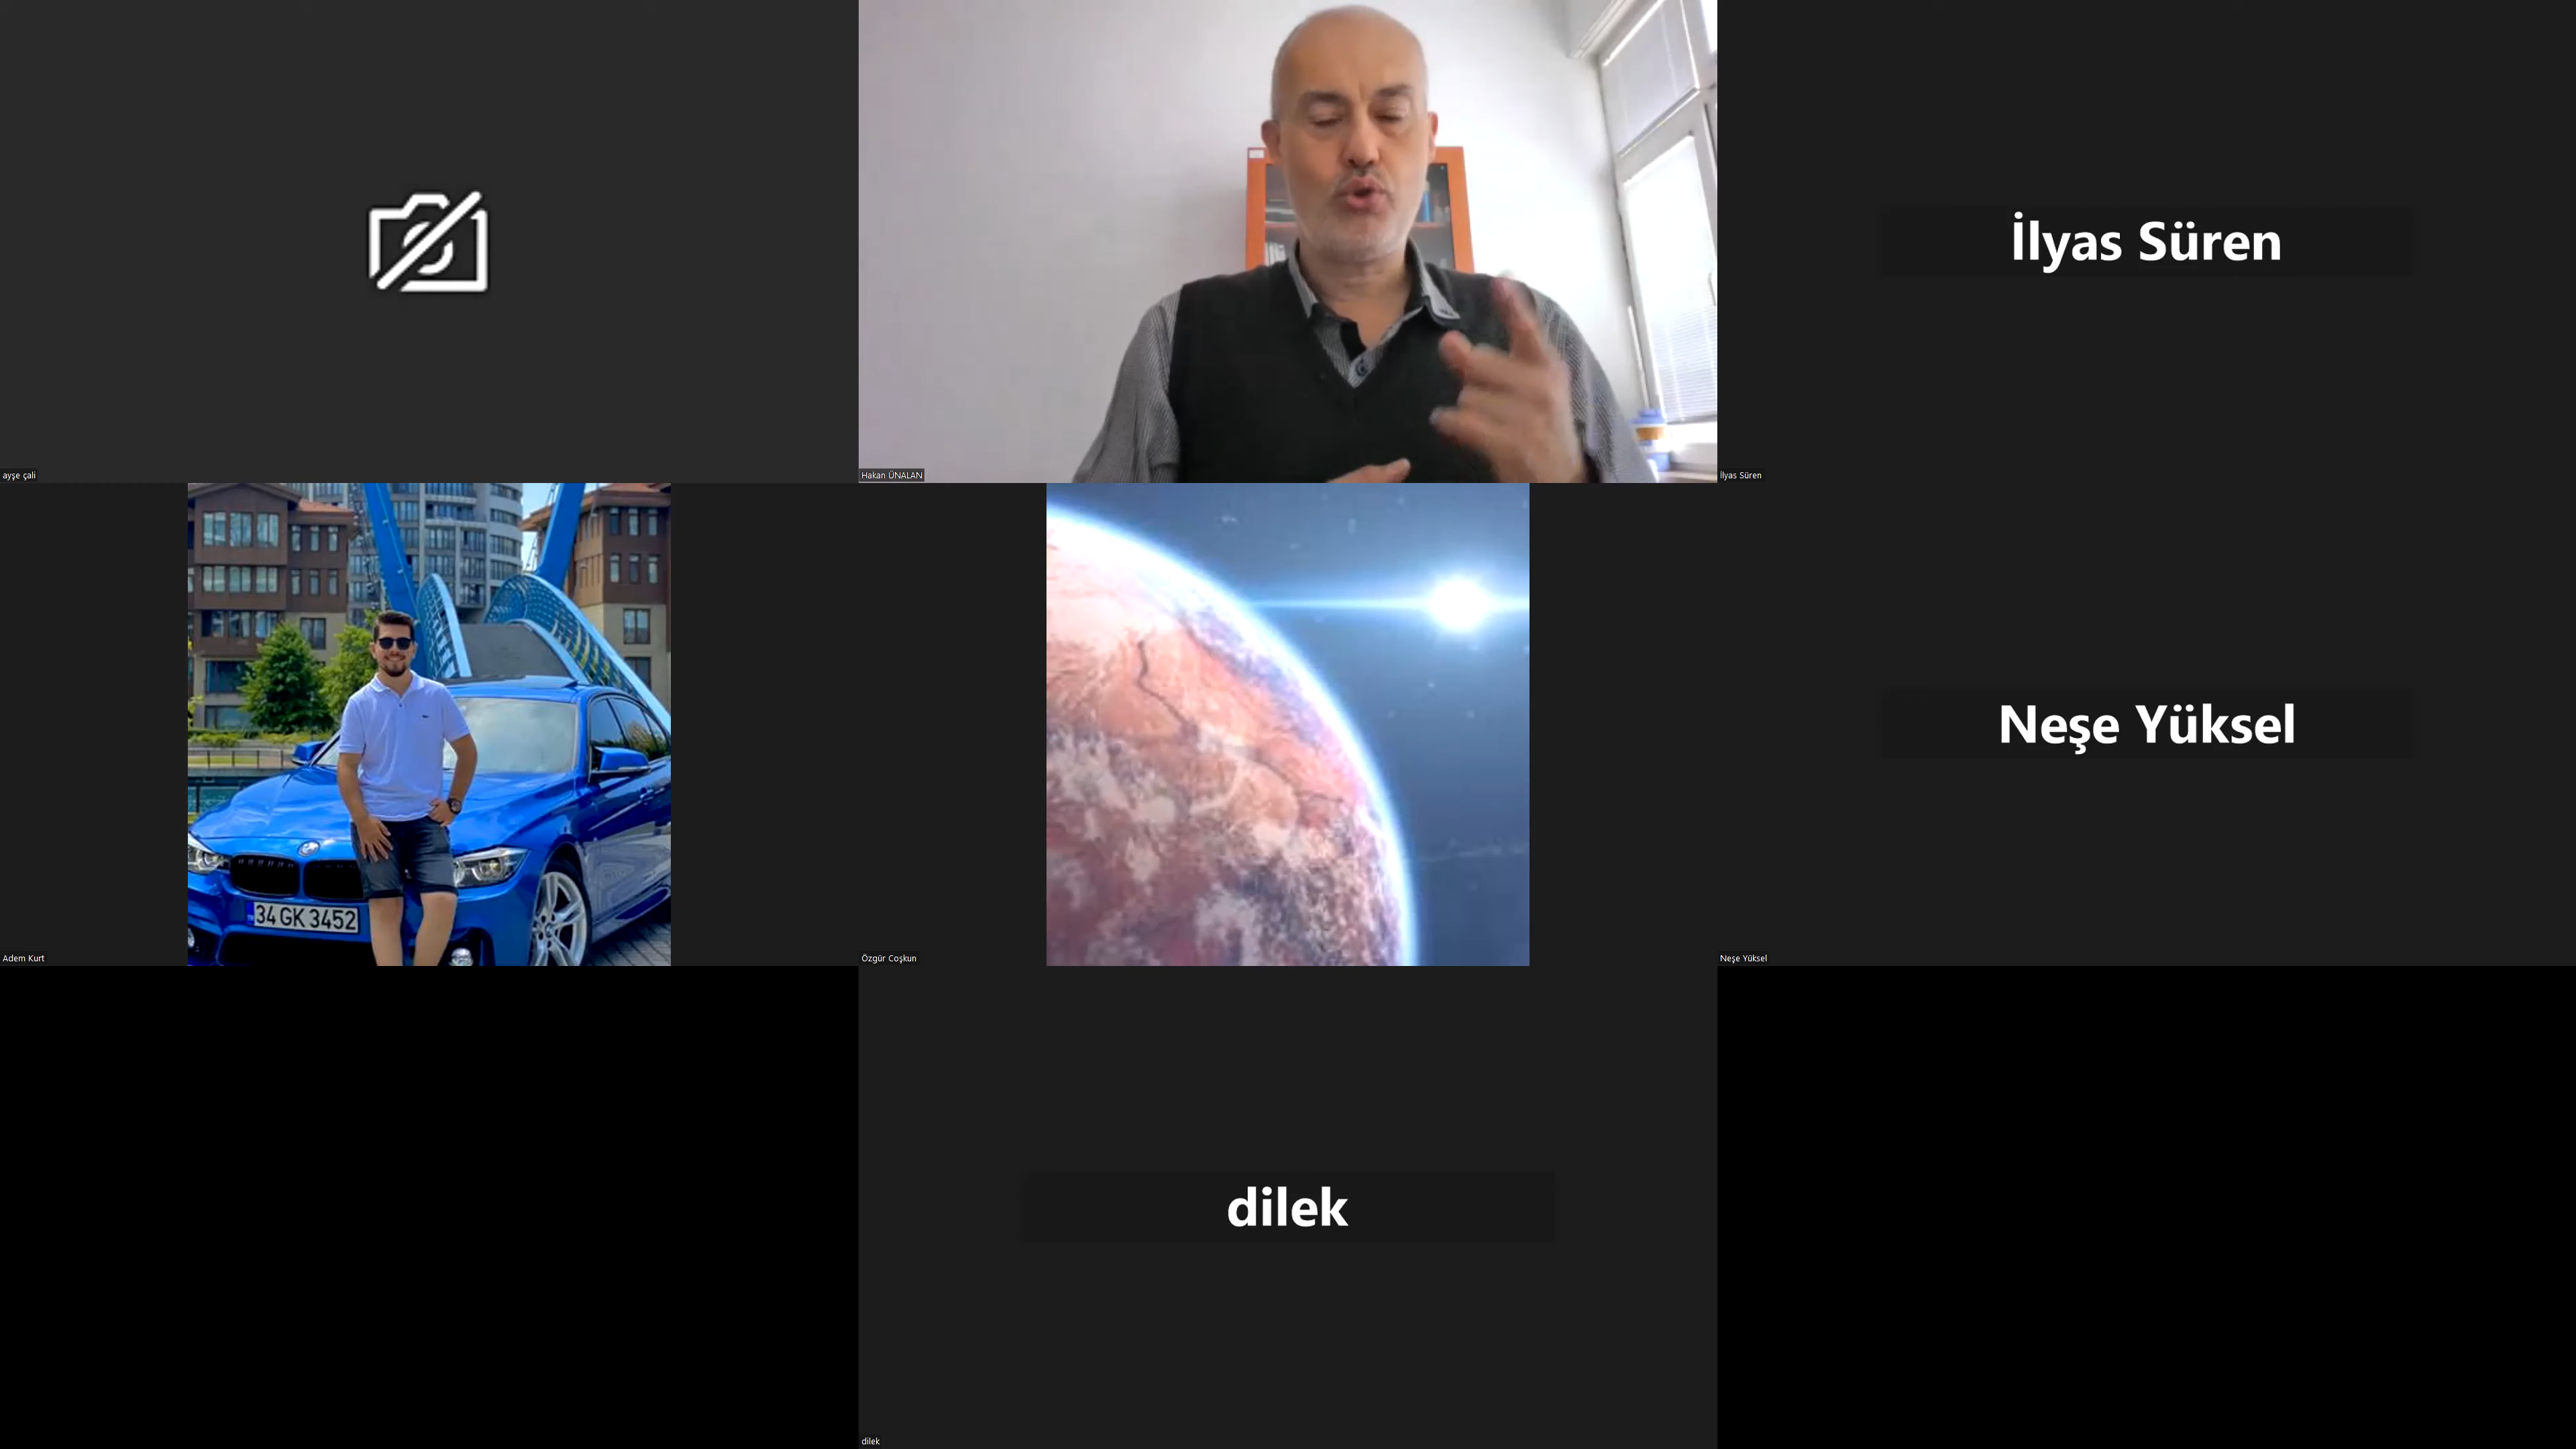 İlyas Süren
ayşe çali
Hakan ÜNALAN
İlyas Süren
34 GK 3452
Neşe Yüksel
Adem Kurt
Özgür Coşkun
Neşe Yüksel
dilek
dilek